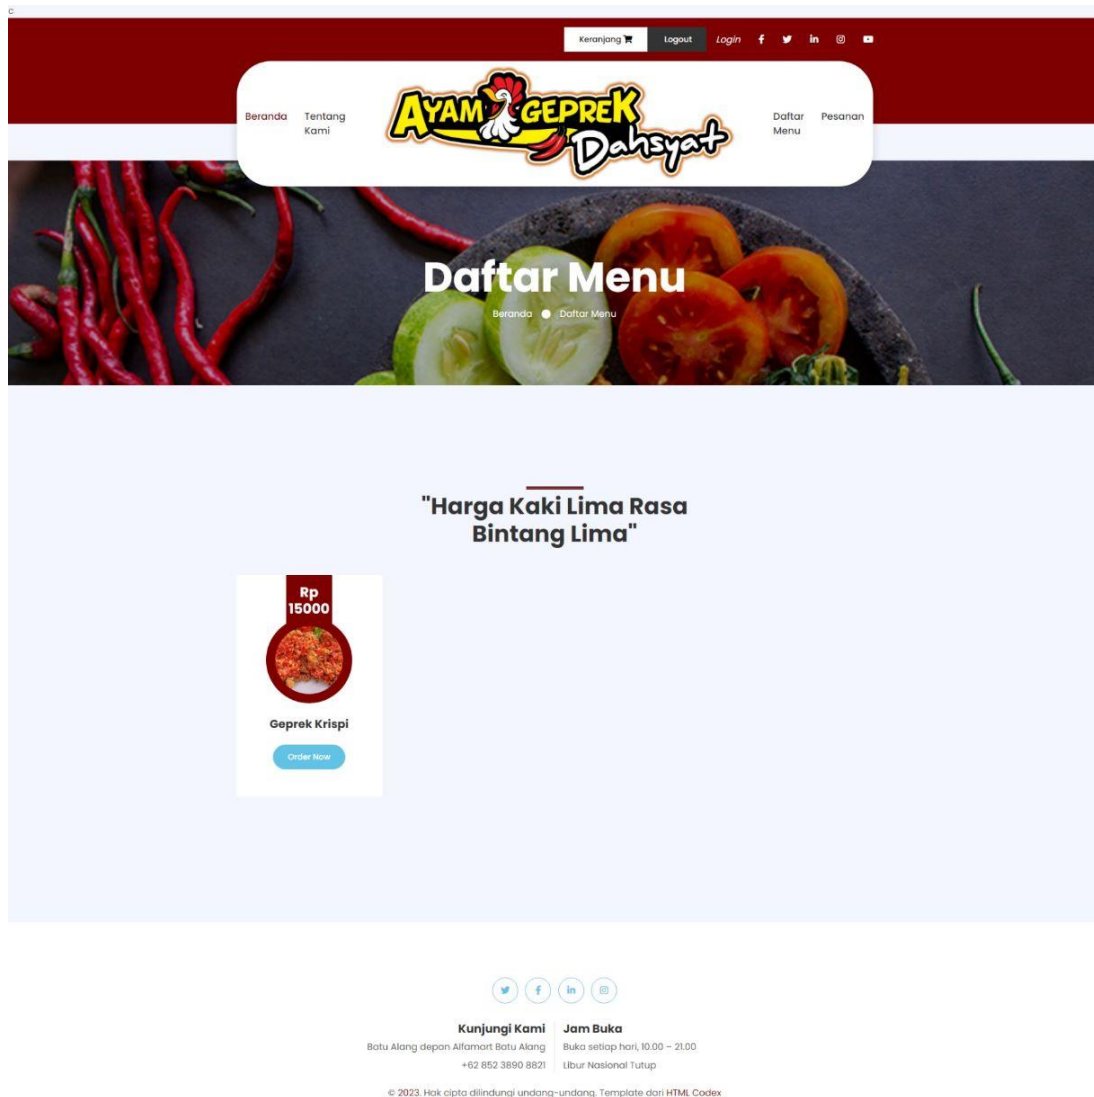 c
Keranjang Logout Login
Beranda Tentang Kami
AYAM GEPREK
Dahsyat
Daftar Menu Pesanan
Daftar Menu
Beranda Daftar Menu
"Harga Kaki Lima Rasa
Bintang Lima"
Rp
15000
Geprek Krispi
Order Now
Kunjungi Kami
Batu Alang depan Alfamart Batu Alang
+62 852 3890 8821
Jam Buka
Buka setiap hari, 10.00 – 21.00
Libur Nasional Tutup
© 2023. Hak cipta dilindungi undang-undang. Template dari HTML Codex